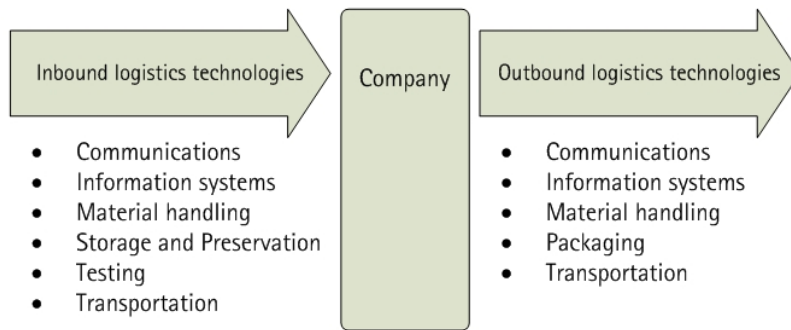 Inbound logistics technologies
Company
Outbound logistics technologies
• Communications
• Information systems
• Material handling
• Storage and Preservation
• Testing
• Transportation
• Communications
• Information systems
• Material handling
• Packaging
• Transportation